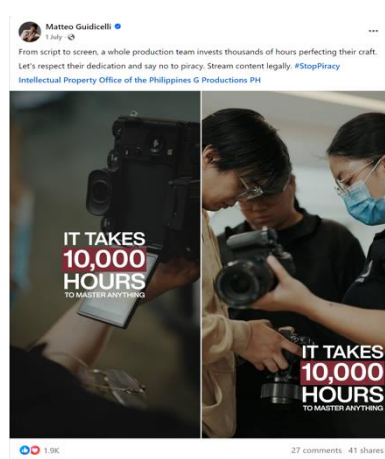 Matteo Guidicelli
1 July
From script to screen, a whole production team invests thousands of hours perfecting their craft.
Let's respect their dedication and say no to piracy. Stream content legally. #StopPiracy
Intellectual Property Office of the Philippines G Productions PH
IT TAKES
10,000
HOURS
TO MASTER ANYTHING
IT TAKES
10,000
HOURS
TO MASTER ANYTHING
1.9K
27 comments 41 shares